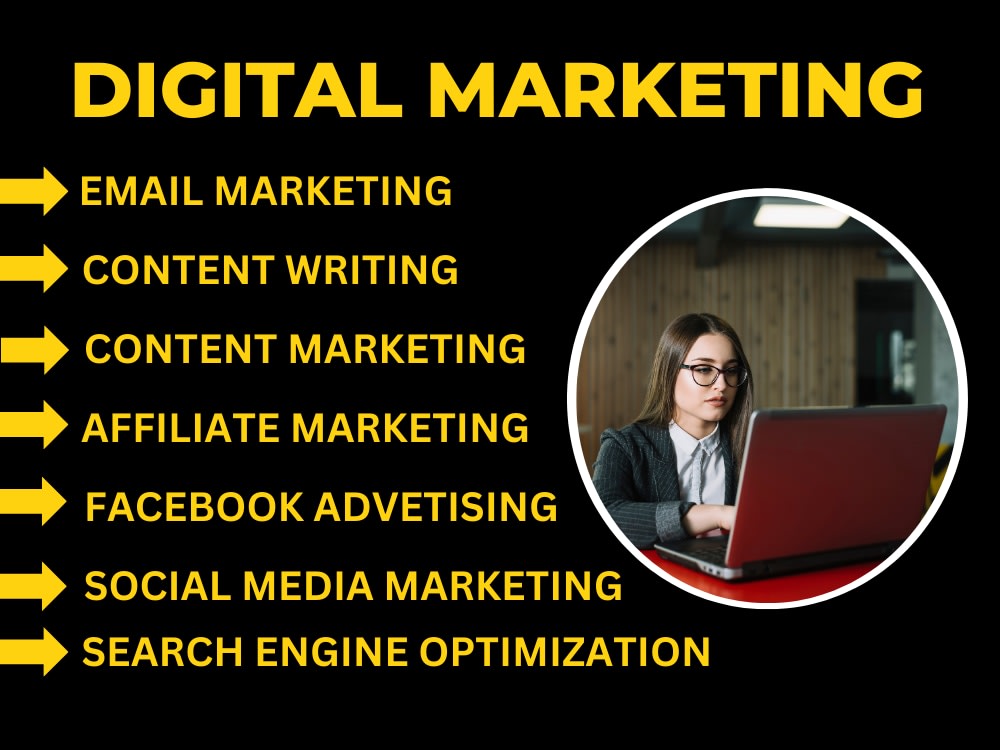 DIGITAL MARKETING
EMAIL MARKETING
CONTENT WRITING
CONTENT MARKETING
AFFILIATE MARKETING
FACEBOOK ADVETISING
SOCIAL MEDIA MARKETING
SEARCH ENGINE OPTIMIZATION